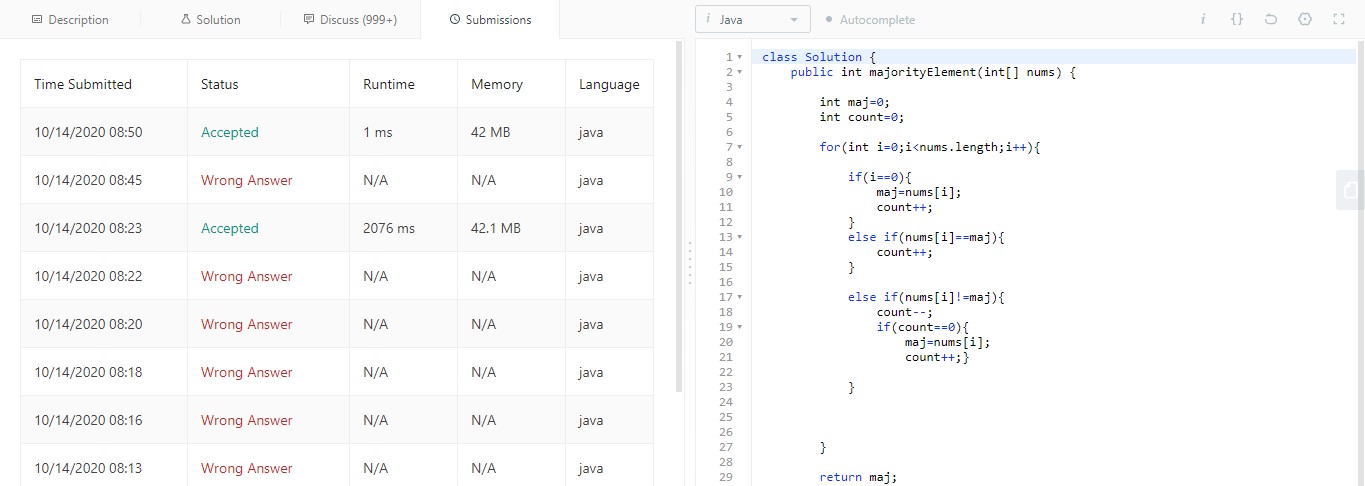 Description Solution Discuss (999+) Submissions
Time Submitted Status Runtime Memory Language
10/14/2020 08:50 Accepted 1 ms 42 MB java
10/14/2020 08:45 Wrong Answer N/A N/A java
10/14/2020 08:23 Accepted 2076 ms 42.1 MB java
10/14/2020 08:22 Wrong Answer N/A N/A java
10/14/2020 08:20 Wrong Answer N/A N/A java
10/14/2020 08:18 Wrong Answer N/A N/A java
10/14/2020 08:16 Wrong Answer N/A N/A java
10/14/2020 08:13 Wrong Answer N/A N/A java
i Java Autocomplete i {}
1 class Solution {
2 public int majorityElement(int[] nums) {
3
4 int maj=0;
5 int count=0;
6
7 for(int i=0;i<nums.length;i++){
8
9 if(i==0){
10 maj=nums[i];
11 count++;
12 }
13 else if(nums[i]==maj){
14 count++;
15 }
16
17 else if(nums[i]!=maj){
18 count--;
19 if(count==0){
20 maj=nums[i];
21 count++;}
22
23 }
24
25
26
27 }
28
29 return maj;